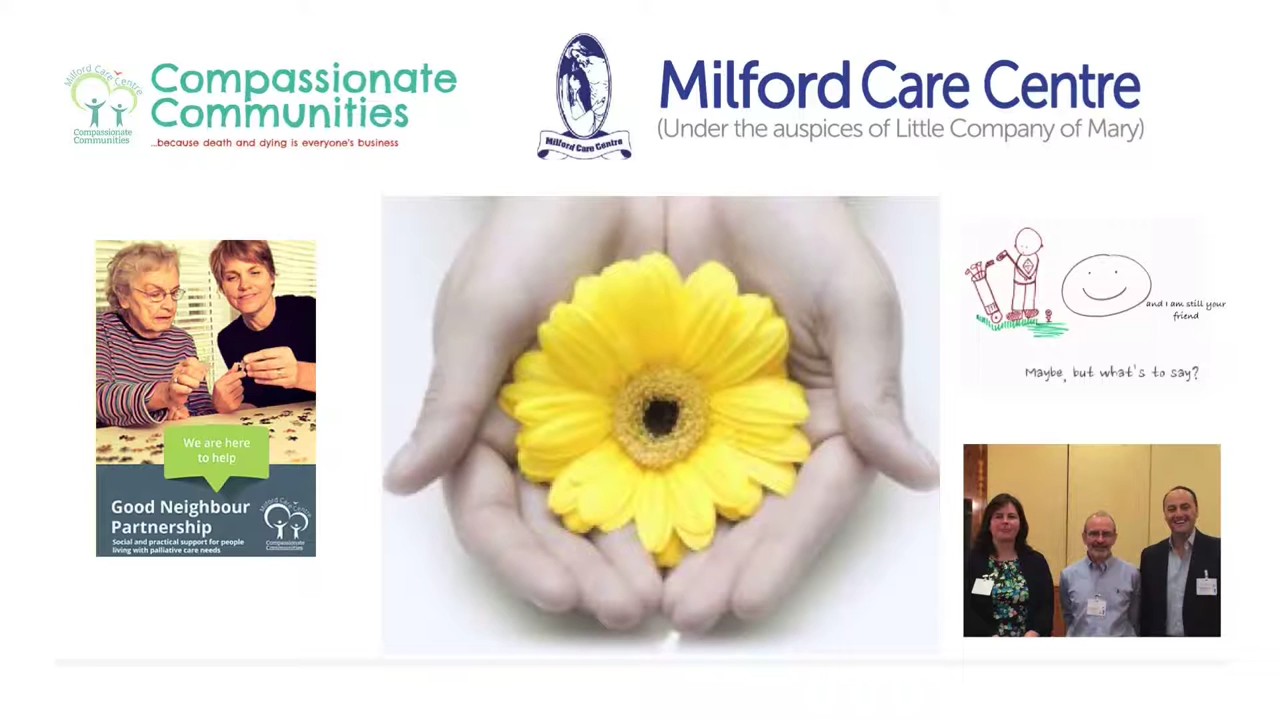 Milford Care Centre
Compassionate
Communities
Compassionate
Communities
...because death and dying is everyone's business
Milford Care Centre
Milford Care Centre
(Under the auspices of Little Company of Mary)
We are here
to help
Good Neighbour
Partnership
Social and practical support for people
living with palliative care needs
Milford Care Centre
Compassionate
Communities
and I am still your
friend
Maybe, but what's to say?